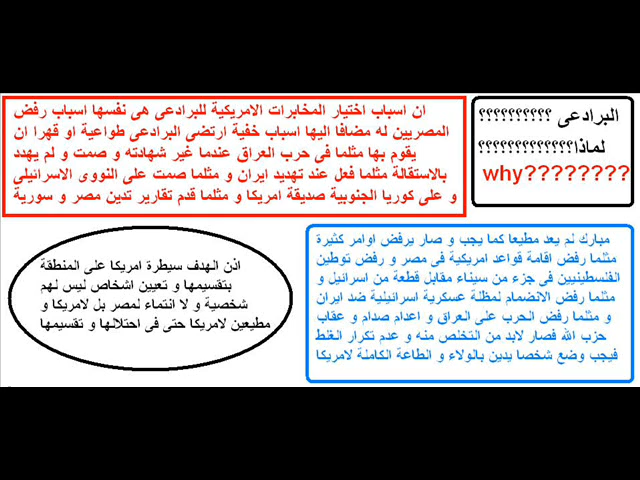 البرادعى ؟؟؟؟؟؟؟؟؟؟
لماذا؟؟؟؟؟؟؟؟؟؟؟؟؟
why????????
ان اسباب اختيار المخابرات الامريكية للبرادعى هى نفسها اسباب رفض
المصريين له مضافا اليها اسباب خفية ارتضى البرادعى طواعية او قهرا ان
يقوم بها مثلما فى حرب العراق عندما غير شهادته و صمت و لم يهدد
بالاستقالة مثلما فعل عند تهديد ايران و مثلما صمت على النووى الاسرائيلى
و على كوريا الجنوبية صديقة امريكا و مثلما قدم تقارير تدين مصر و سورية
مبارك لم يعد مطيعا كما يجب و صار يرفض اوامر كثيرة
مثلما رفض اقامة قواعد امريكية فى مصر و رفض توطين
الفلسطينيين فى جزء من سيناء مقابل قطعة من اسرائيل و
مثلما رفض الانضمام لمظلة عسكرية اسرائيلية ضد ايران
و مثلما رفض الحرب على العراق و اعدام صدام و عقاب
حزب الله فصار لابد من التخلص منه و عدم تكرار الغلط
فيجب وضع شخصا يدين بالولاء و الطاعة الكاملة لامريكا
اذن الهدف سيطرة امريكا على المنطقة
بتقسيمها و تعيين اشخاص ليس لهم
شخصية و لا انتماء لمصر بل لامريكا و
مطيعين لامريكا حتى فى احتلالها و تقسيمها